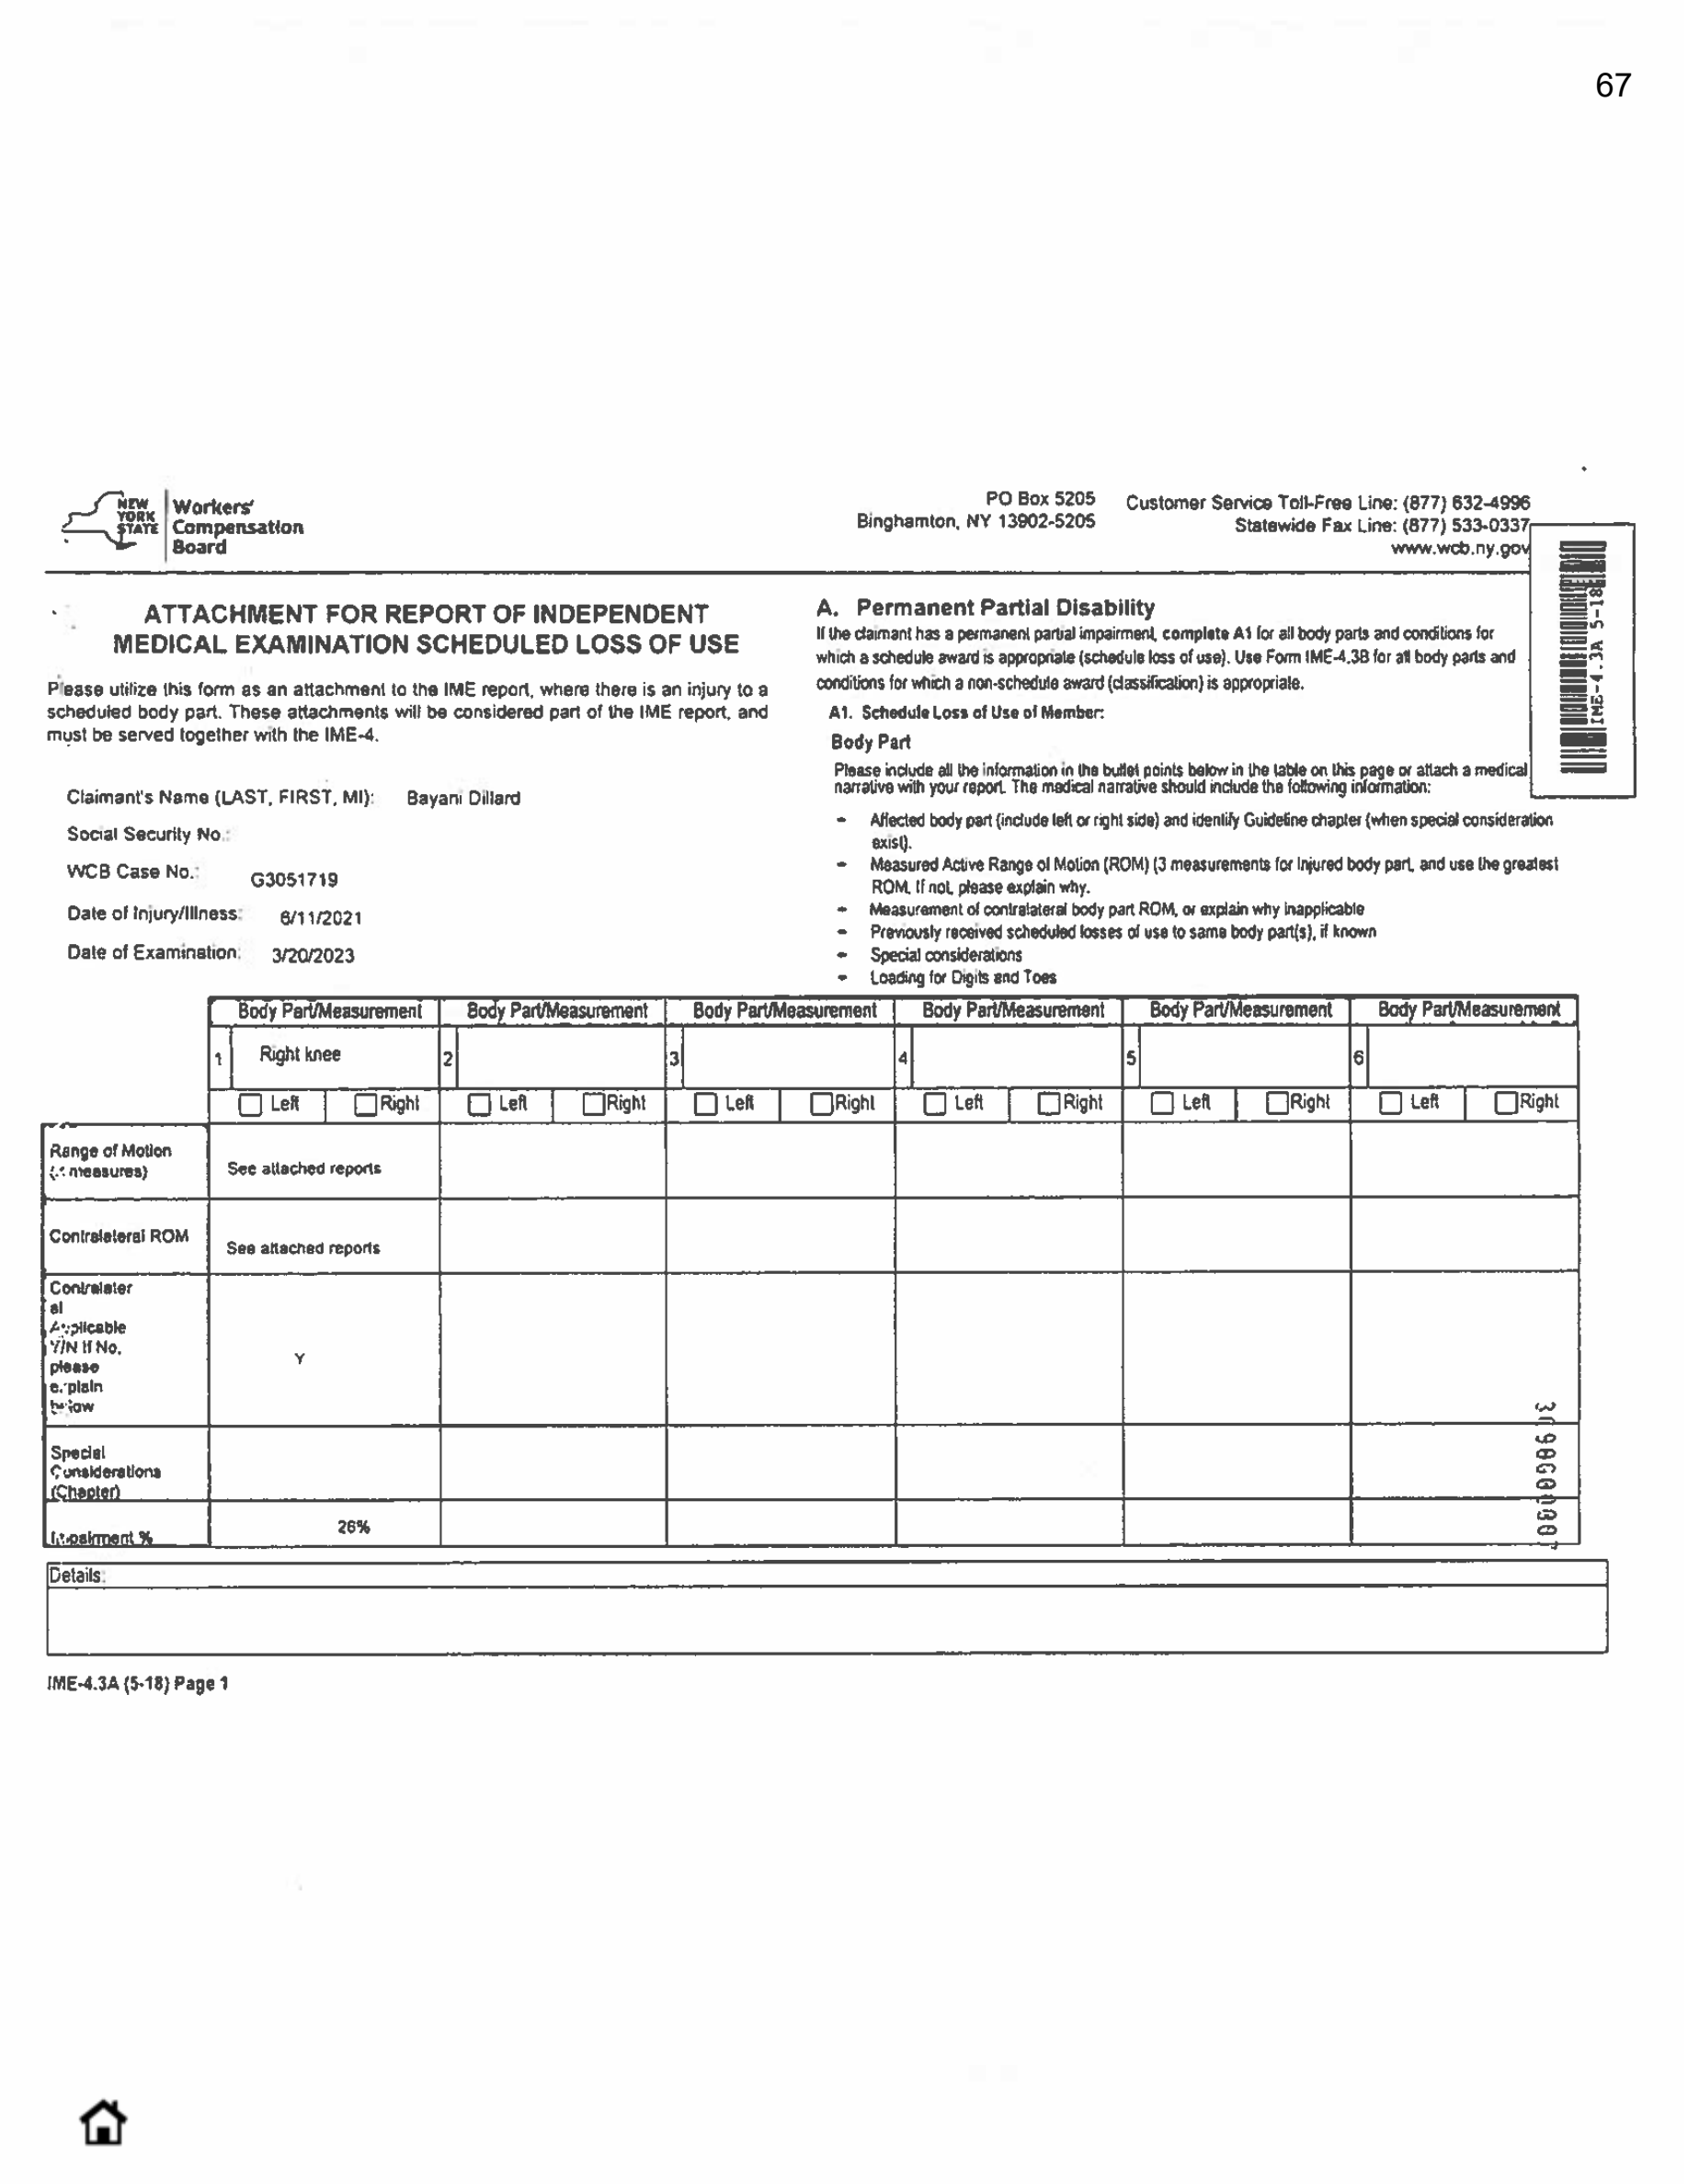 67
NEW
YORK
STATE
Workers'
Compensation
Board
PO Box 5205
Binghamton, NY 13902-5205
Customer Service Toll-Free Line: (877) 632-4996
Statewide Fax Line: (877) 533-0337
www.wcb.ny.gov
IME-4.3A 5-18
ATTACHMENT FOR REPORT OF INDEPENDENT
MEDICAL EXAMINATION SCHEDULED LOSS OF USE
Please utilize this form as an attachment to the IME report, where there is an injury to a
scheduled body part. These attachments will be considered part of the IME report, and
must be served together with the IME-4.
Claimant's Name (LAST, FIRST, MI): Bayani Dillard
Social Security No.:
WCB Case No.: G3051719
Date of Injury/Illness: 6/11/2021
Date of Examination: 3/20/2023
A. Permanent Partial Disability
If the claimant has a permanent partial impairment, complete A1 for all body parts and conditions for
which a schedule award is appropriate (schedule loss of use). Use Form IME-4.3B for all body parts and
conditions for which a non-schedule award (classification) is appropriate.
A1. Schedule Loss of Use of Member:
Body Part
Please include all the information in the bullet points below in the table on this page or attach a medical
narrative with your report. The medical narrative should include the following information:
- Affected body part (include left or right side) and identify Guideline chapter (when special consideration
exist).
- Measured Active Range of Motion (ROM) (3 measurements for Injured body part, and use the greatest
ROM. If not, please explain why.
- Measurement of contralateral body part ROM, or explain why inapplicable
- Previously received scheduled losses of use to same body part(s), if known
- Special considerations
- Loading for Digits and Toes
Body Part/Measurement Body Part/Measurement Body Part/Measurement Body Part/Measurement Body Part/Measurement Body Part/Measurement
1 Right knee 2 3 4 5 6
Left Right Left Right Left Right Left Right Left Right Left Right
Range of Motion
measures)
See attached reports
Contralateral ROM
See attached reports
Contralater
al
Applicable
Y/N If No,
please
explain
below
Y
Special
Considerations
(Chapter)
Impairment %
26%
Details:
IME-4.3A (5-18) Page 1